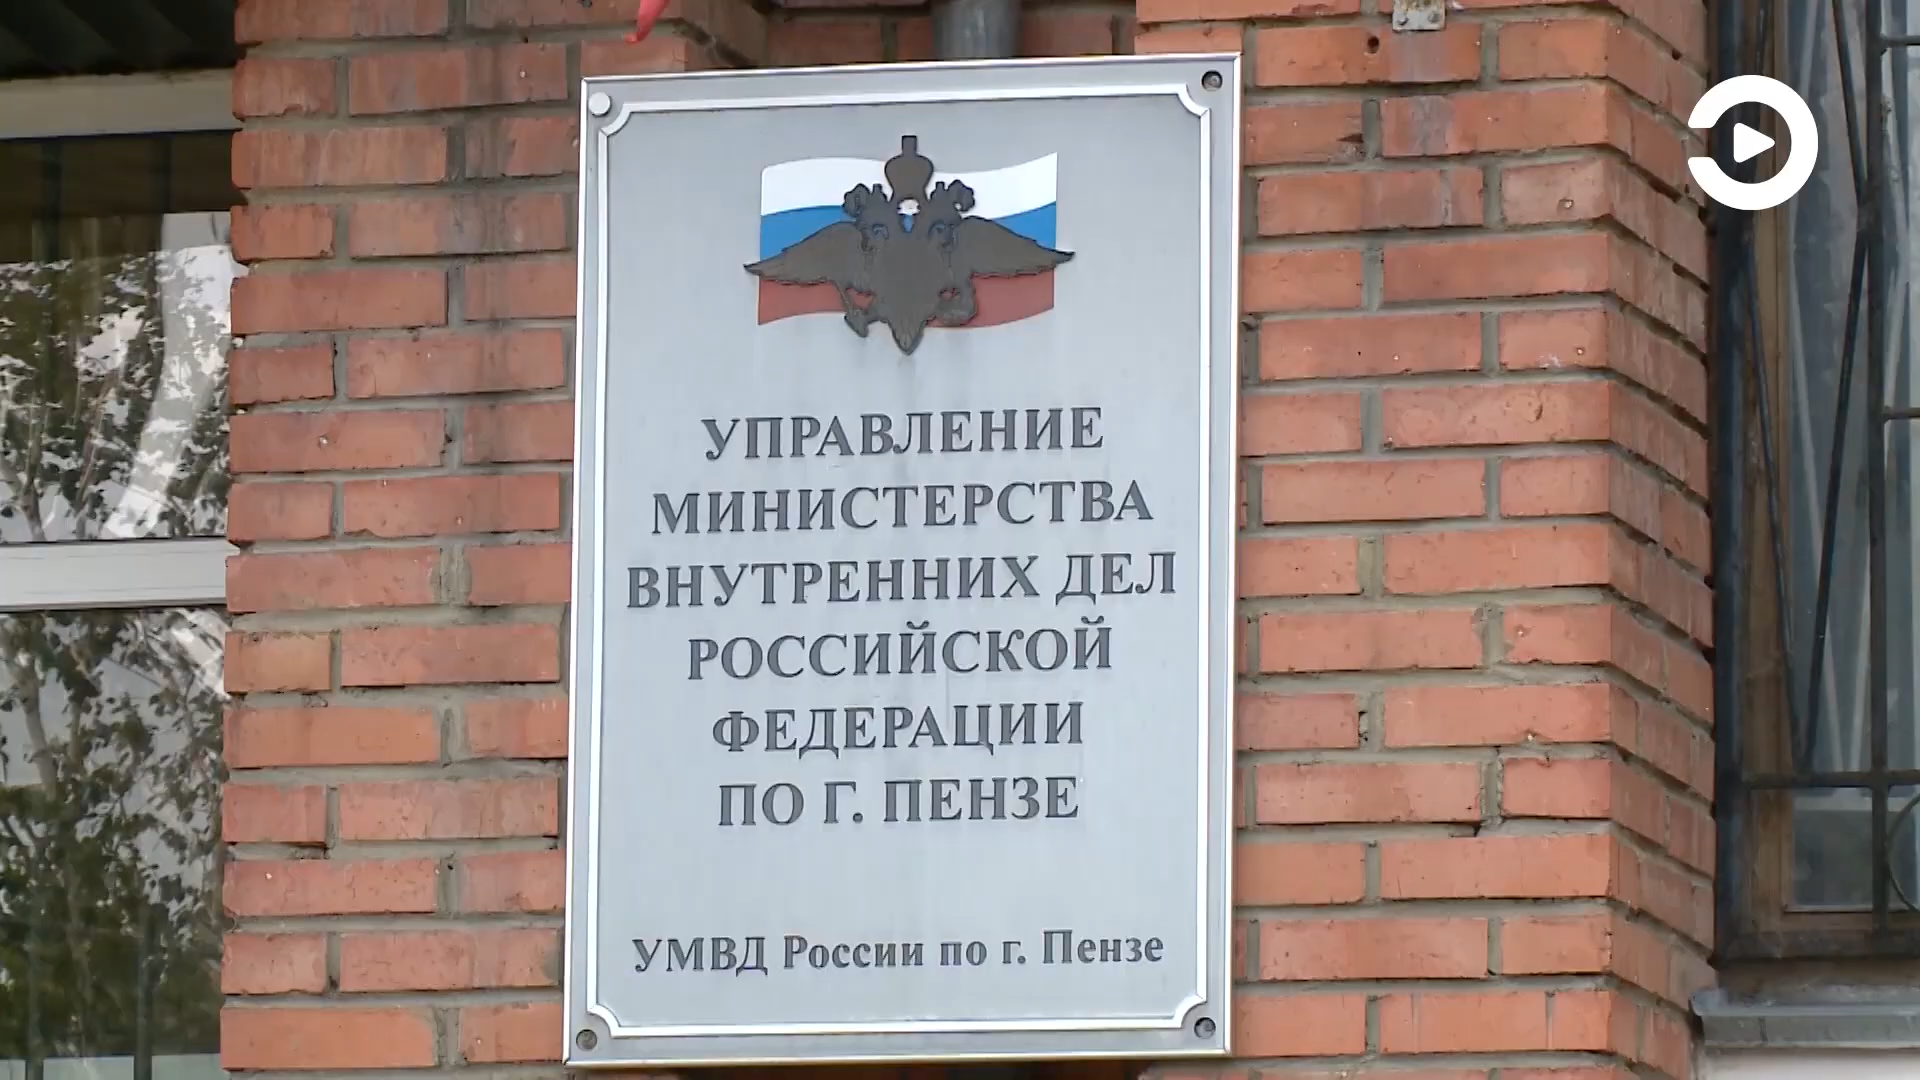 УПРАВЛЕНИЕ
МИНИСТЕРСТВА
ВНУТРЕННИХ ДЕЛ
РОССИЙСКОЙ
ФЕДЕРАЦИИ
ПО Г. ПЕНЗЕ
УМВД России по г. Пензе